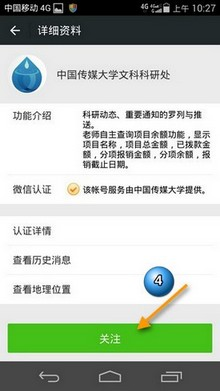 中国移动 4G 4G 上午 10:27
详细资料
中国传媒大学文科科研处
功能介绍
科研动态、重要通知的罗列与推
送。
老师自主查询项目余额功能，显示
项目名称，项目总金额，已拨款金
额，分项报销金额，分项余额，报
销截止日期。
微信认证
该帐号服务由中国传媒大学提供。
认证详情
查看历史消息
查看地理位置
4
关注